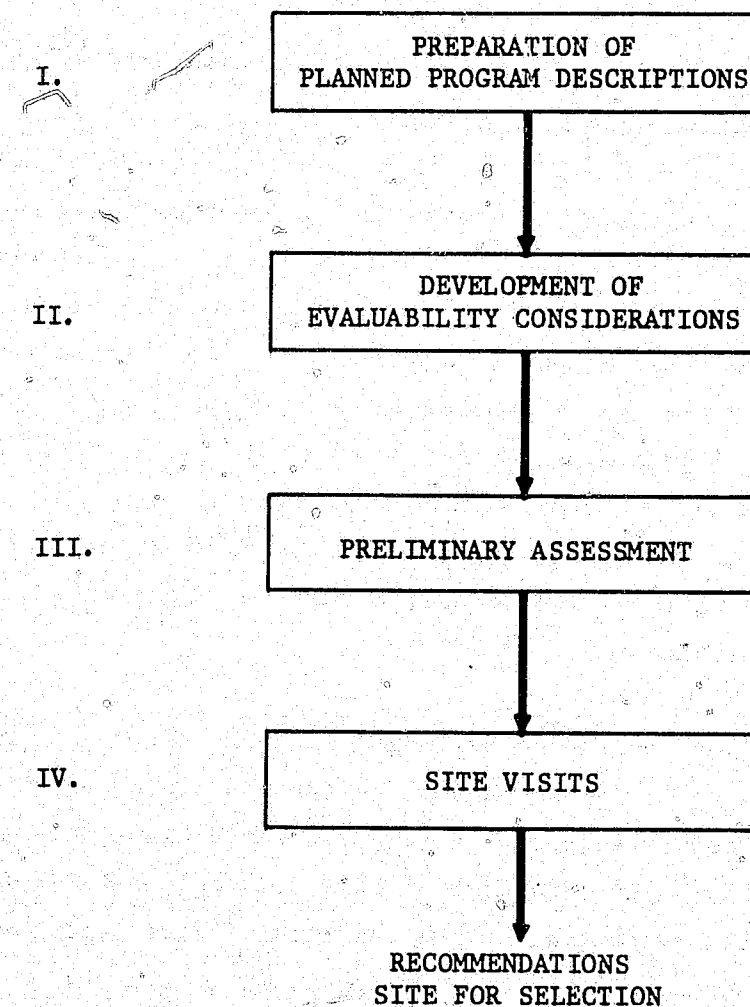 I.
PREPARATION OF
PLANNED PROGRAM DESCRIPTIONS
II.
DEVELOPMENT OF
EVALUABILITY CONSIDERATIONS
III.
PRELIMINARY ASSESSMENT
IV.
SITE VISITS
RECOMMENDATIONS
SITE FOR SELECTION